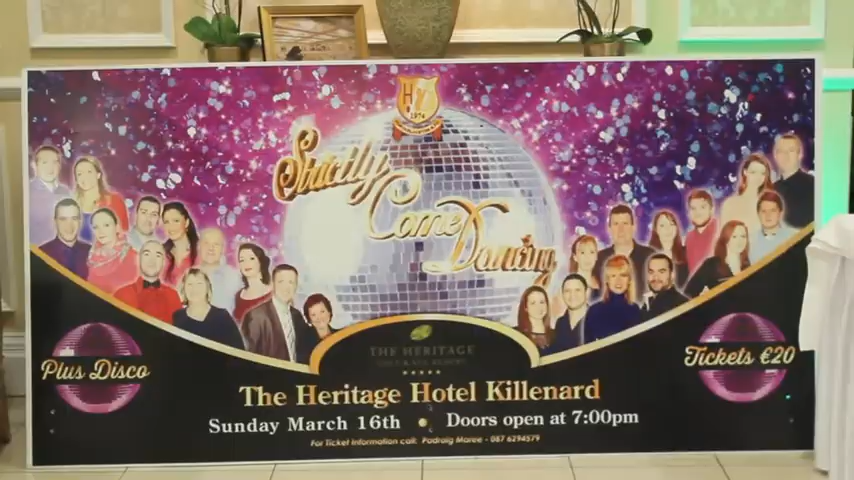 1974
Strictly
Come
Dancing
THE HERITAGE
Plus Disco
Tickets €20
The Heritage Hotel Killenard
Sunday March 16th • Doors open at 7:00pm
For Ticket Information call: Padraig Maree - 087 6294579